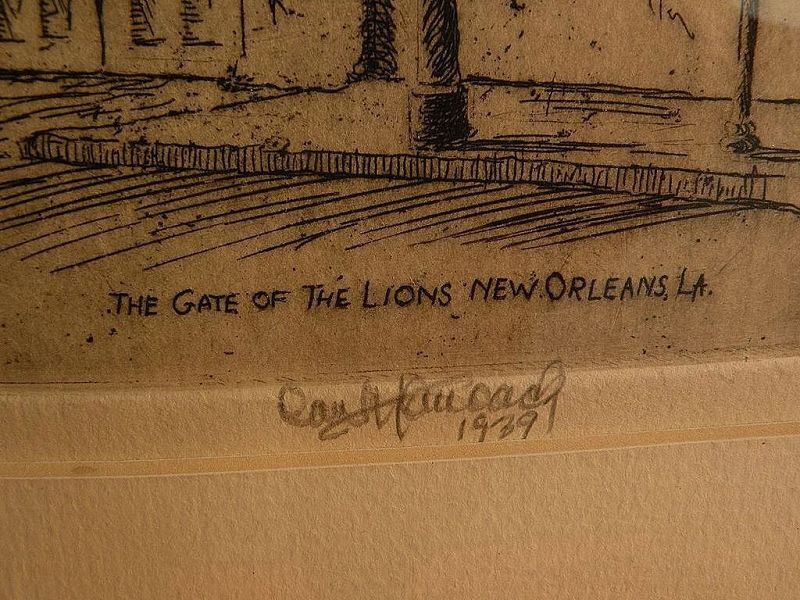 THE GATE OF THE LIONS NEW ORLEANS, LA.
1939